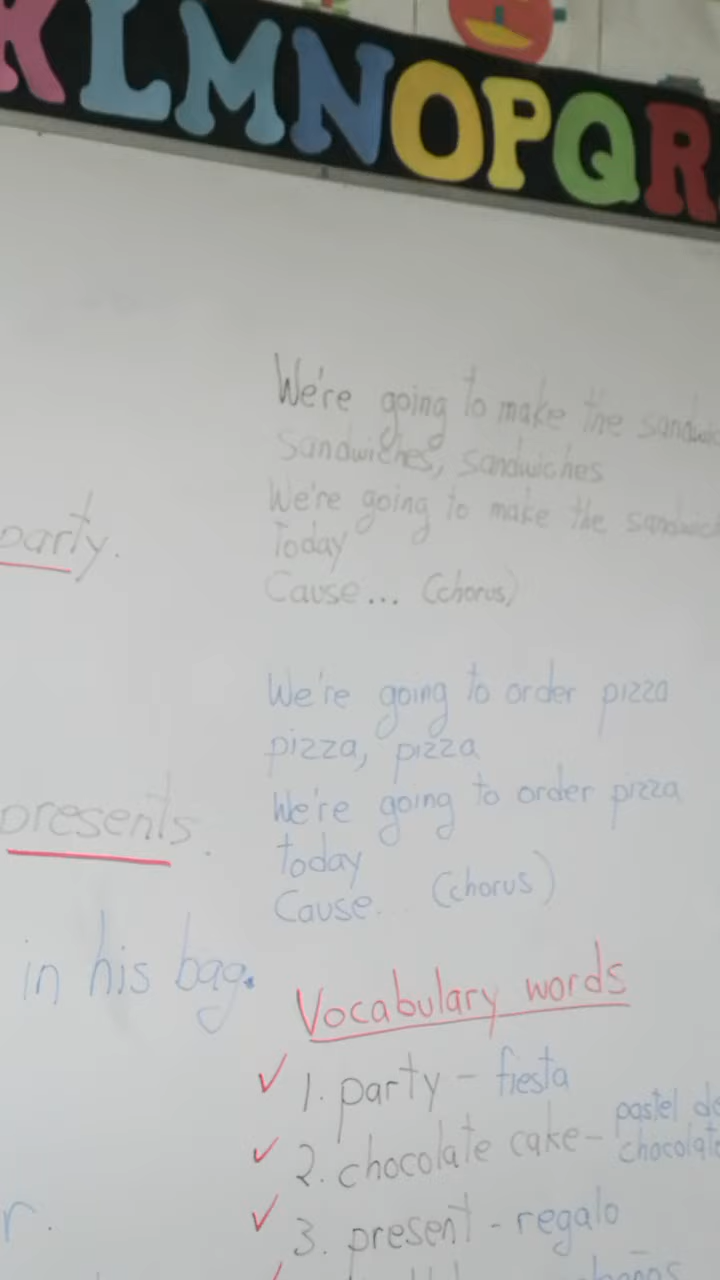 KLMNOPQR
We're going to make the
sandwiches, sandwiches
We're going to make the
Today
Cause... (chorus)
party.
We're going to order pizza
pizza, pizza
We're going to order pizza
today
Cause... (chorus)
presents.
in his bag.
Vocabulary words
✓ 1. party - fiesta
✓ 2. chocolate cake - pastel de
chocolate
✓ 3. present - regalo
r.